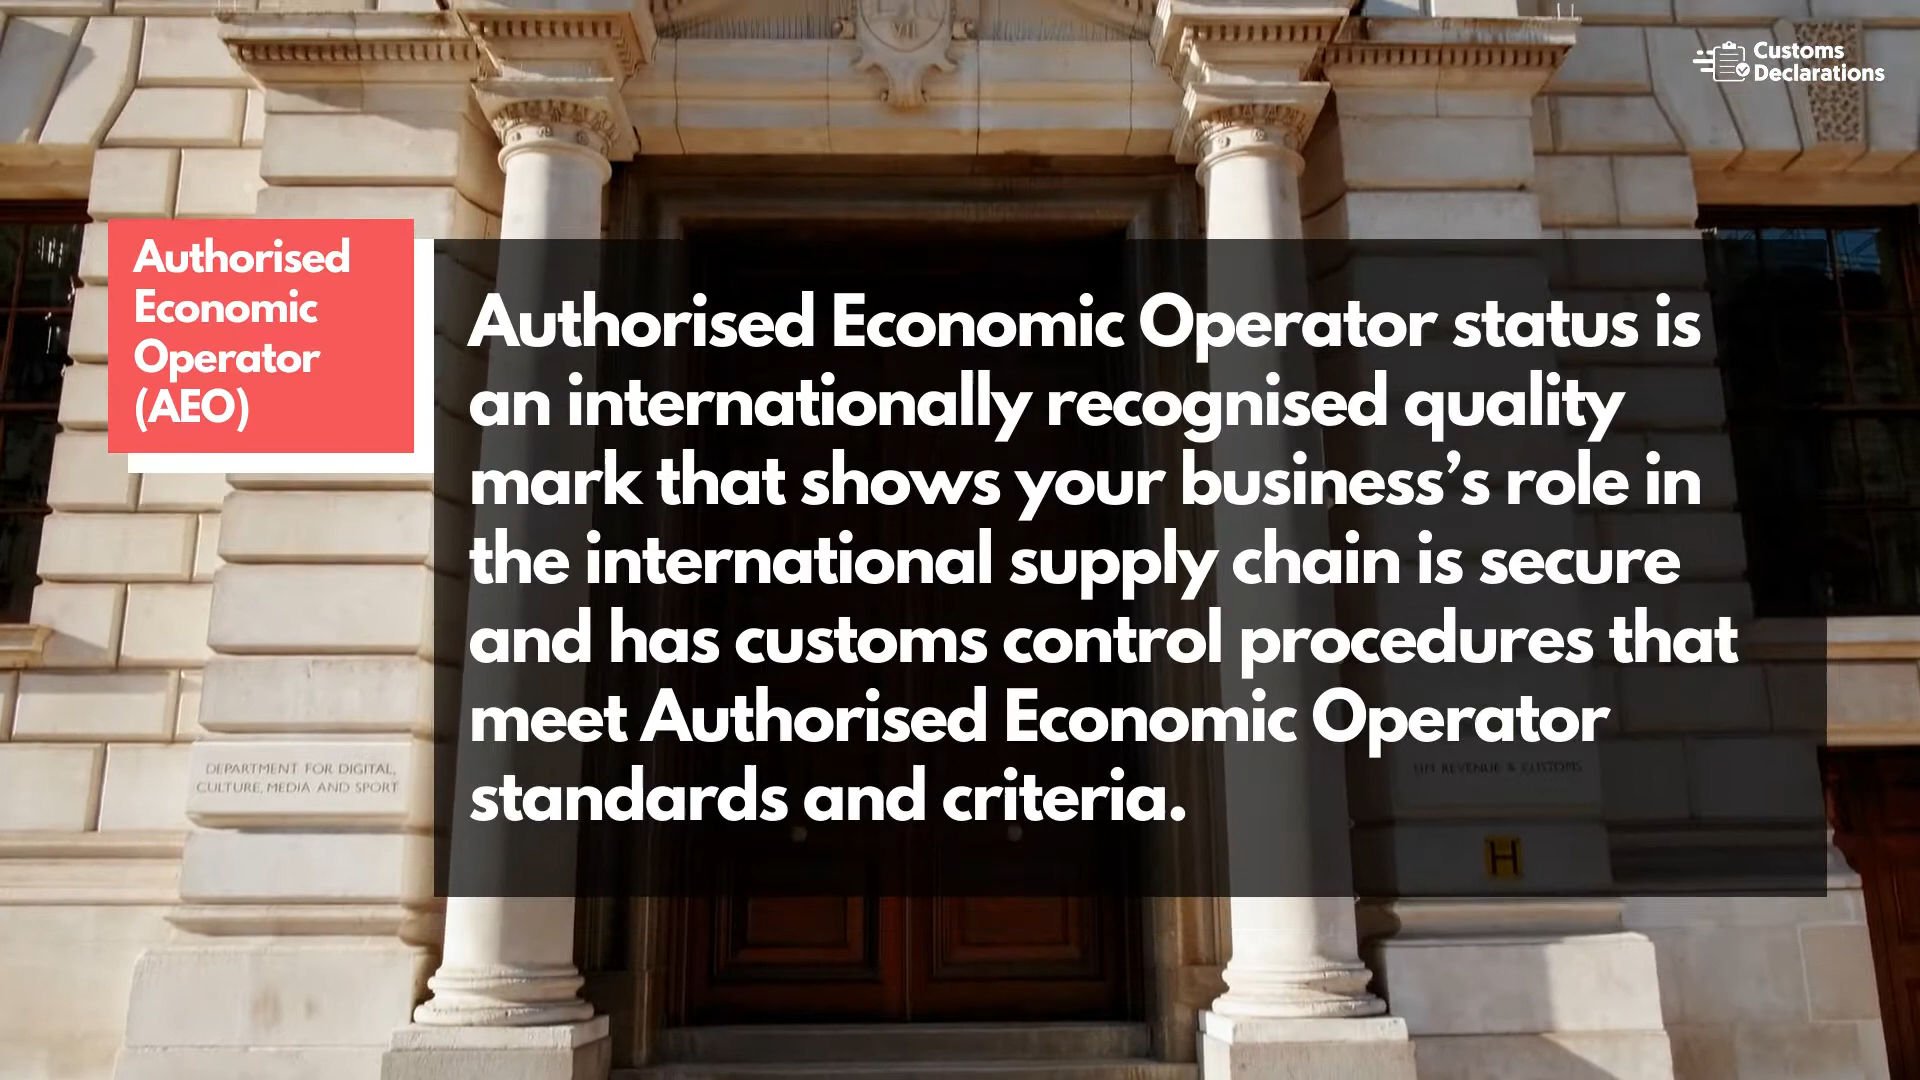 Customs
Declarations
Authorised
Economic
Operator
(AEO)
Authorised Economic Operator status is
an internationally recognised quality
mark that shows your business’s role in
the international supply chain is secure
and has customs control procedures that
meet Authorised Economic Operator
standards and criteria.
DEPARTMENT FOR DIGITAL,
CULTURE, MEDIA AND SPORT
HM REVENUE & CUSTOMS
H